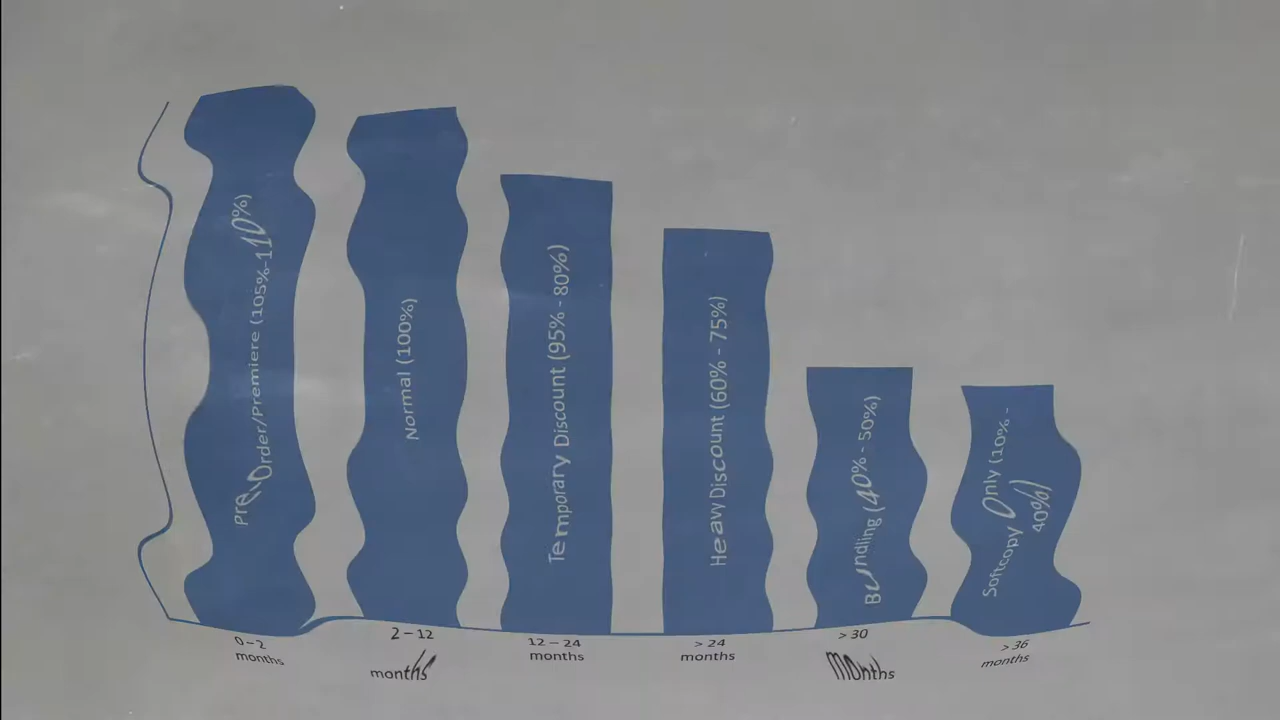 Pre-Order/Premiere (105%-110%)
Normal (100%)
Temporary Discount (95% - 80%)
Heavy Discount (60% - 75%)
Bundling (40% - 50%)
Softcopy Only (10% -
40%)
0 – 2
months
2 – 12
months
12 – 24
months
> 24
months
> 30
months
> 36
months